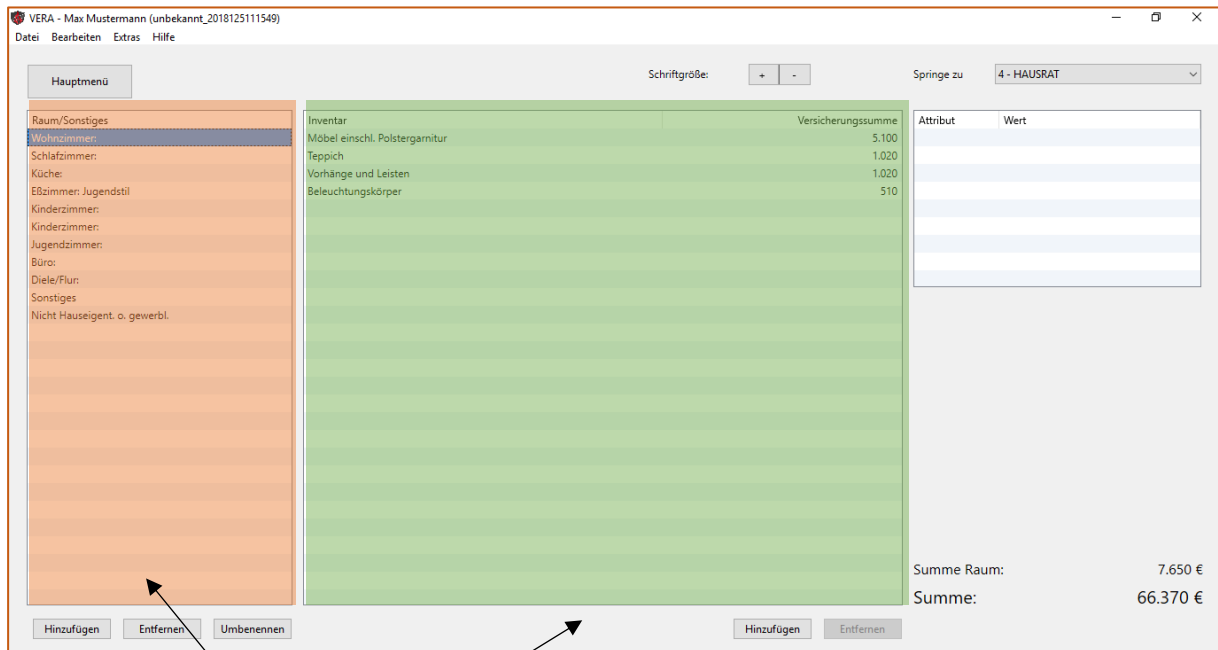 VERA - Max Mustermann (unbekannt_2018125111549)
Datei Bearbeiten Extras Hilfe
Hauptmenü
Schriftgröße: + -
Springe zu 4 - HAUSRAT
Raum/Sonstiges
Wohnzimmer:
Schlafzimmer:
Küche:
Eßzimmer: Jugendstil
Kinderzimmer:
Kinderzimmer:
Jugendzimmer:
Büro:
Diele/Flur:
Sonstiges
Nicht Hauseigent. o. gewerbl.
Hinzufügen Entfernen Umbenennen
Inventar Versicherungssumme
Möbel einschl. Polstergarnitur 5.100
Teppich 1.020
Vorhänge und Leisten 1.020
Beleuchtungskörper 510
Hinzufügen Entfernen
Attribut Wert
Summe Raum: 7.650 €
Summe: 66.370 €